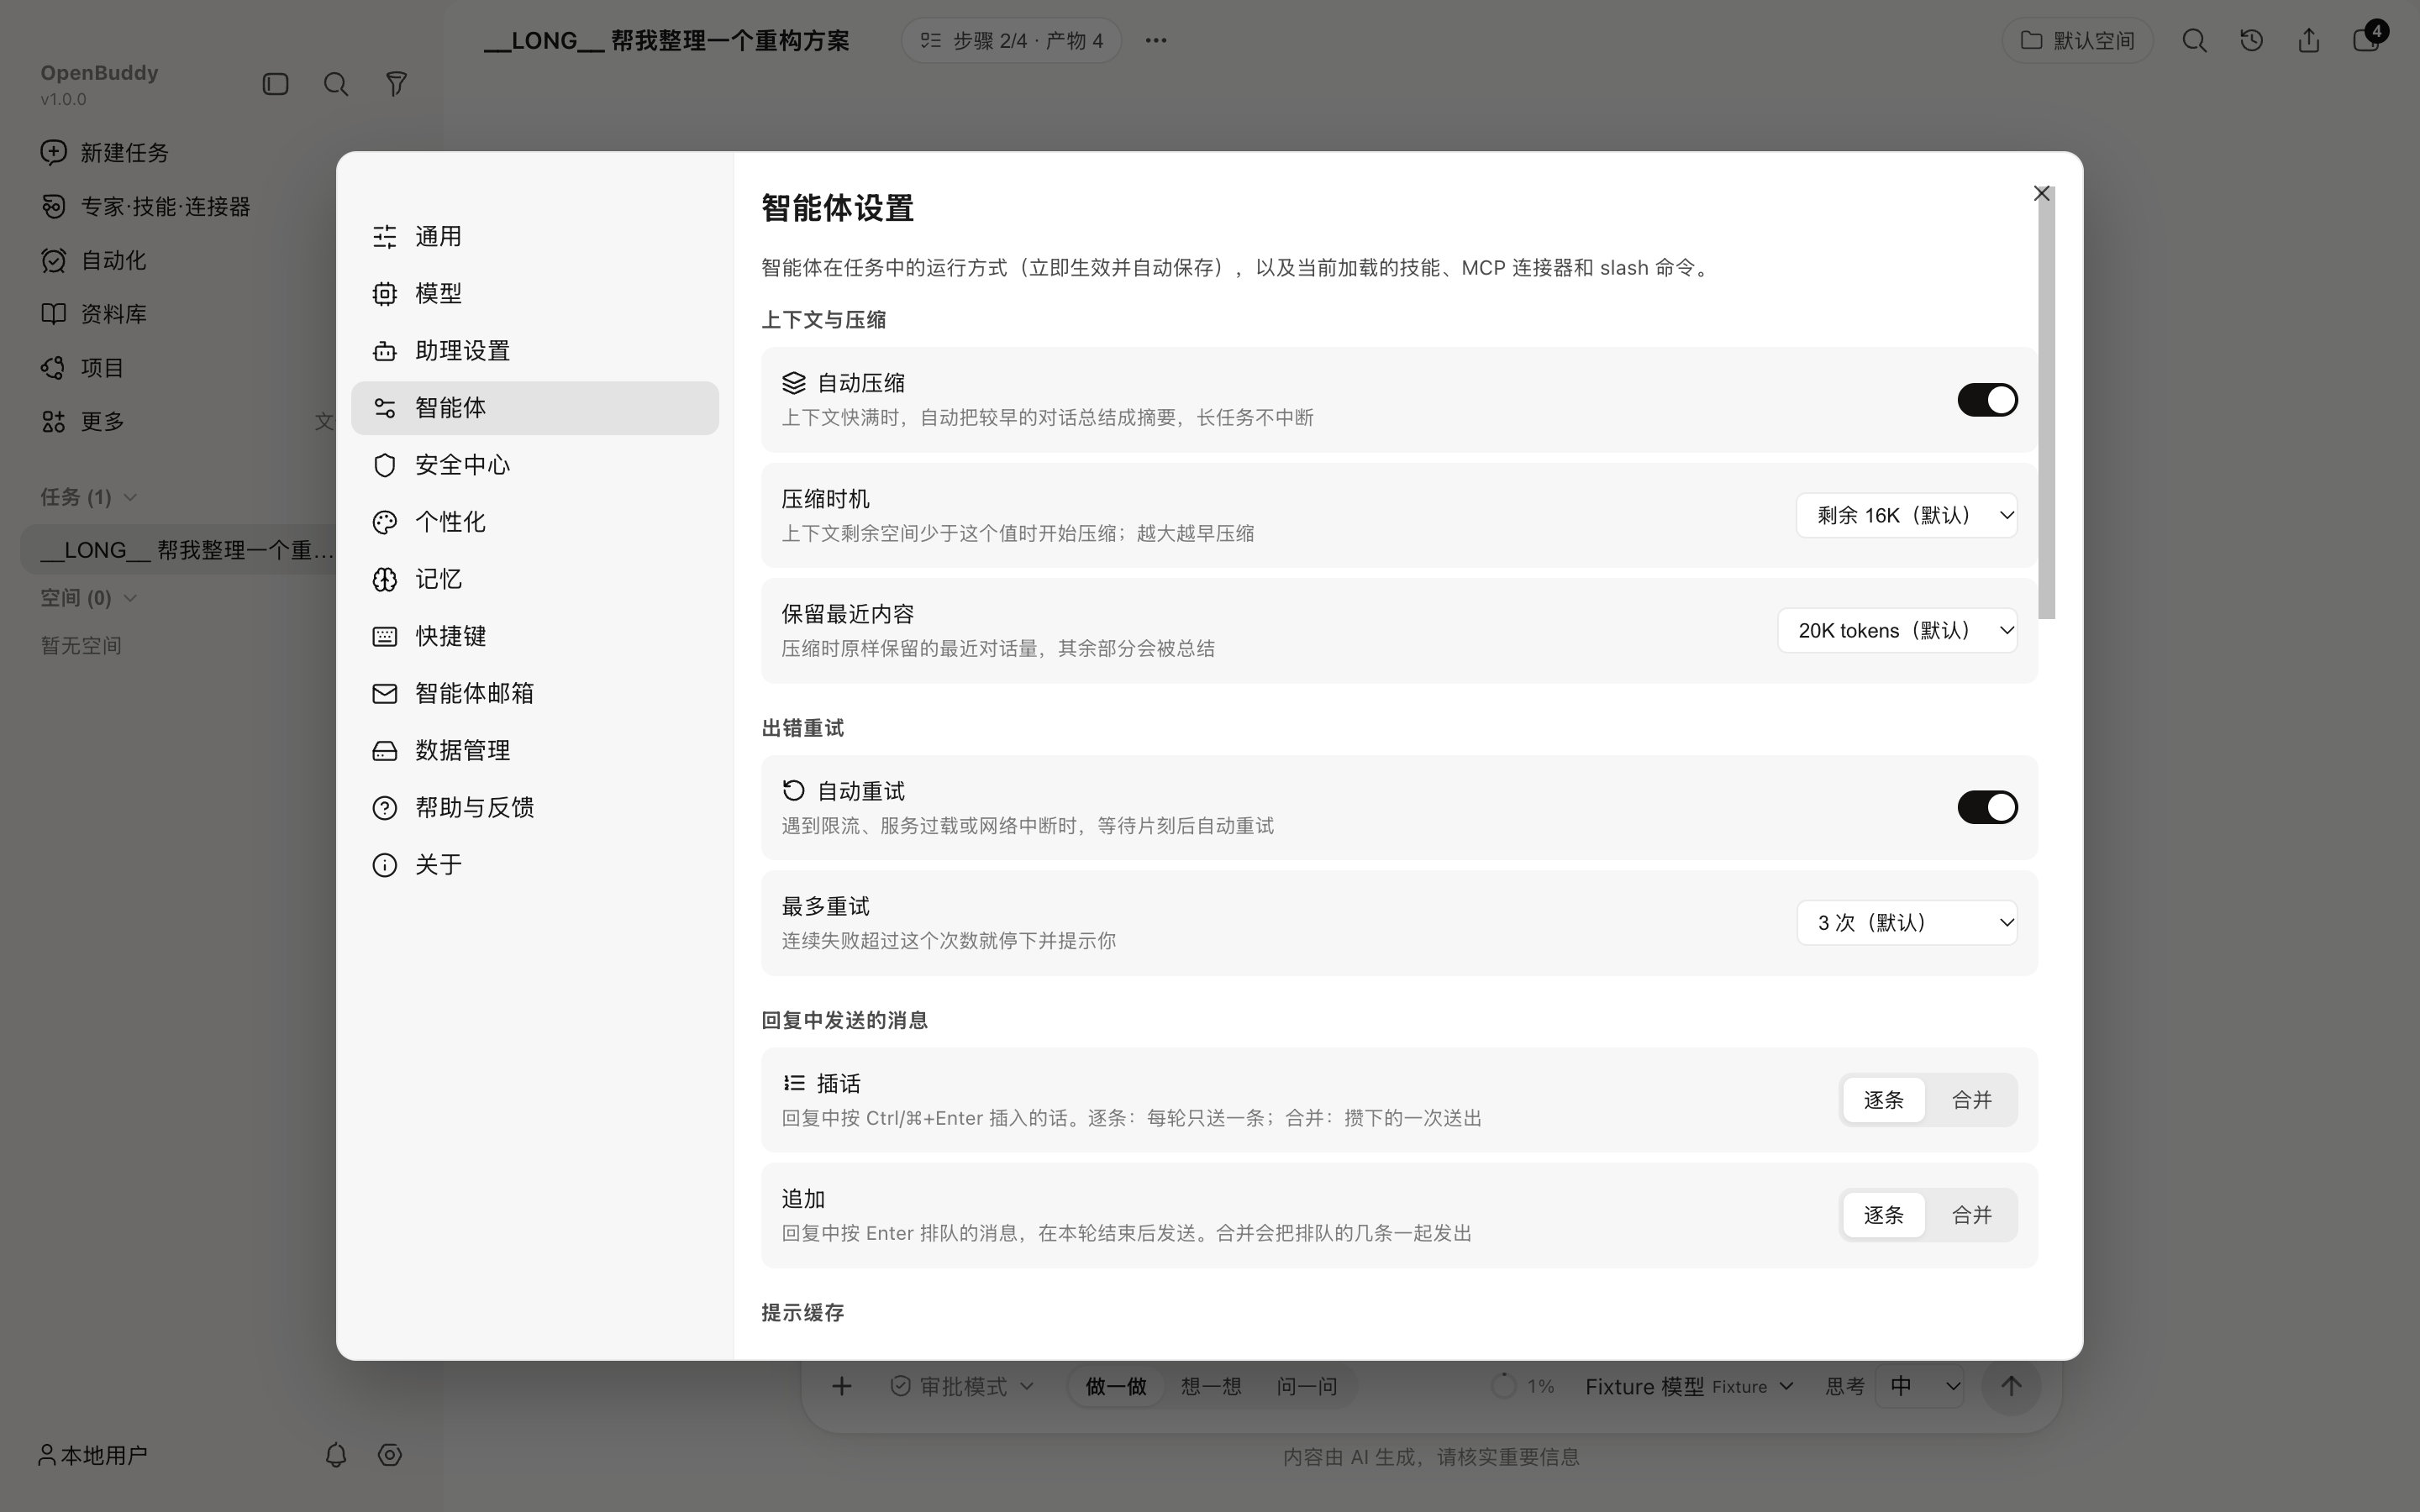 __LONG__ 帮我整理一个重构方案
步骤 2/4 · 产物 4
默认空间
4
OpenBuddy
v1.0.0
新建任务
专家·技能·连接器
自动化
资料库
项目
更多
文
任务 (1)
__LONG__ 帮我整理一个重…
空间 (0)
暂无空间
本地用户
通用
模型
助理设置
智能体
安全中心
个性化
记忆
快捷键
智能体邮箱
数据管理
帮助与反馈
关于
智能体设置
智能体在任务中的运行方式（立即生效并自动保存），以及当前加载的技能、MCP 连接器和 slash 命令。
上下文与压缩
自动压缩
上下文快满时，自动把较早的对话总结成摘要，长任务不中断
压缩时机
上下文剩余空间少于这个值时开始压缩；越大越早压缩
剩余 16K（默认）
保留最近内容
压缩时原样保留的最近对话量，其余部分会被总结
20K tokens（默认）
出错重试
自动重试
遇到限流、服务过载或网络中断时，等待片刻后自动重试
最多重试
连续失败超过这个次数就停下并提示你
3 次（默认）
回复中发送的消息
插话
回复中按 Ctrl/⌘+Enter 插入的话。逐条：每轮只送一条；合并：攒下的一次送出
逐条 合并
追加
回复中按 Enter 排队的消息，在本轮结束后发送。合并会把排队的几条一起发出
逐条 合并
提示缓存
审批模式 做一做 想一想 问一问 1% Fixture 模型 Fixture 思考 中
内容由 AI 生成，请核实重要信息